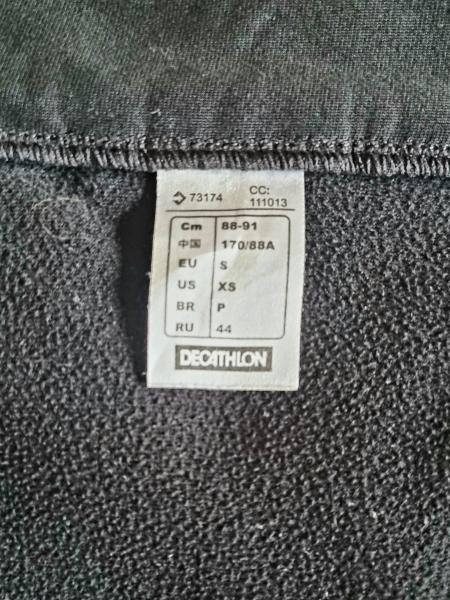 73174 CC: 111013
Cm 88-91
中国 170/88A
EU S
US XS
BR P
RU 44
DECATHLON